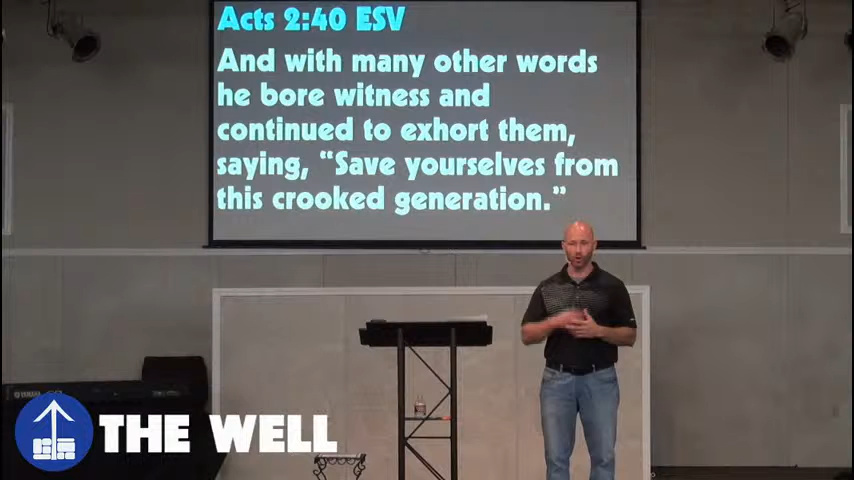 Acts 2:40 ESV
And with many other words
he bore witness and
continued to exhort them,
saying, “Save yourselves from
this crooked generation.”
YAMAHA
THE WELL